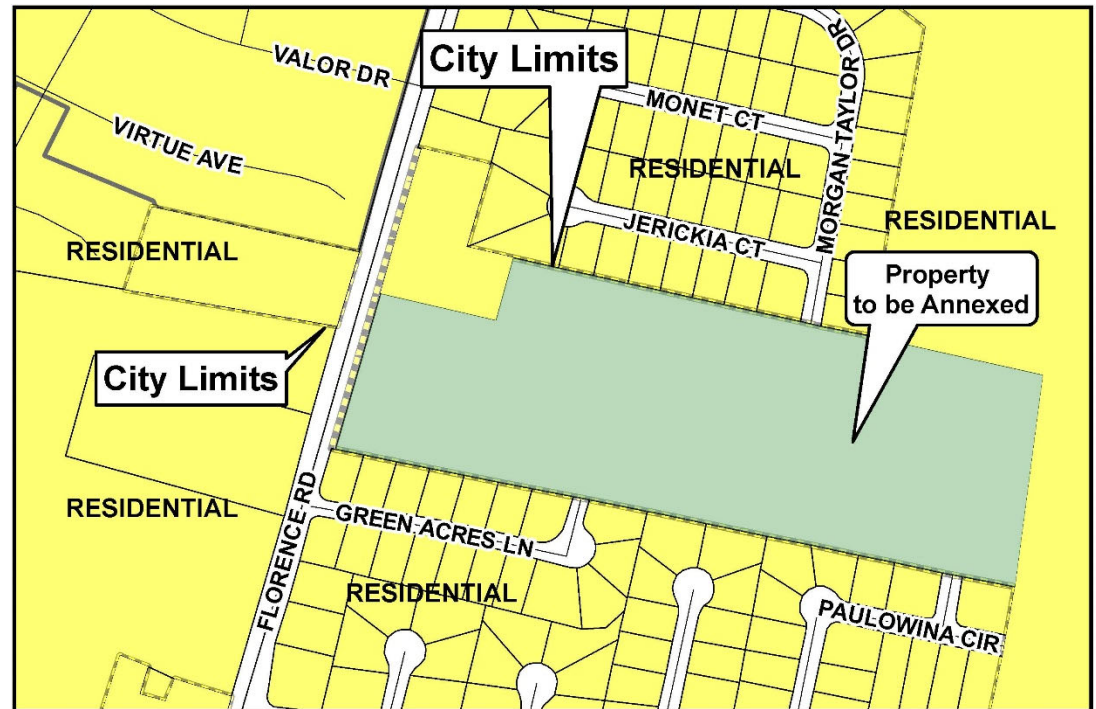 VALOR DR
City Limits
MONET CT
MORGAN TAYLOR DR
VIRTUE AVE
RESIDENTIAL
RESIDENTIAL
JERICKIA CT
RESIDENTIAL
Property
to be Annexed
City Limits
RESIDENTIAL
GREEN ACRES LN
FLORENCE RD
RESIDENTIAL
PAULOWINA CIR